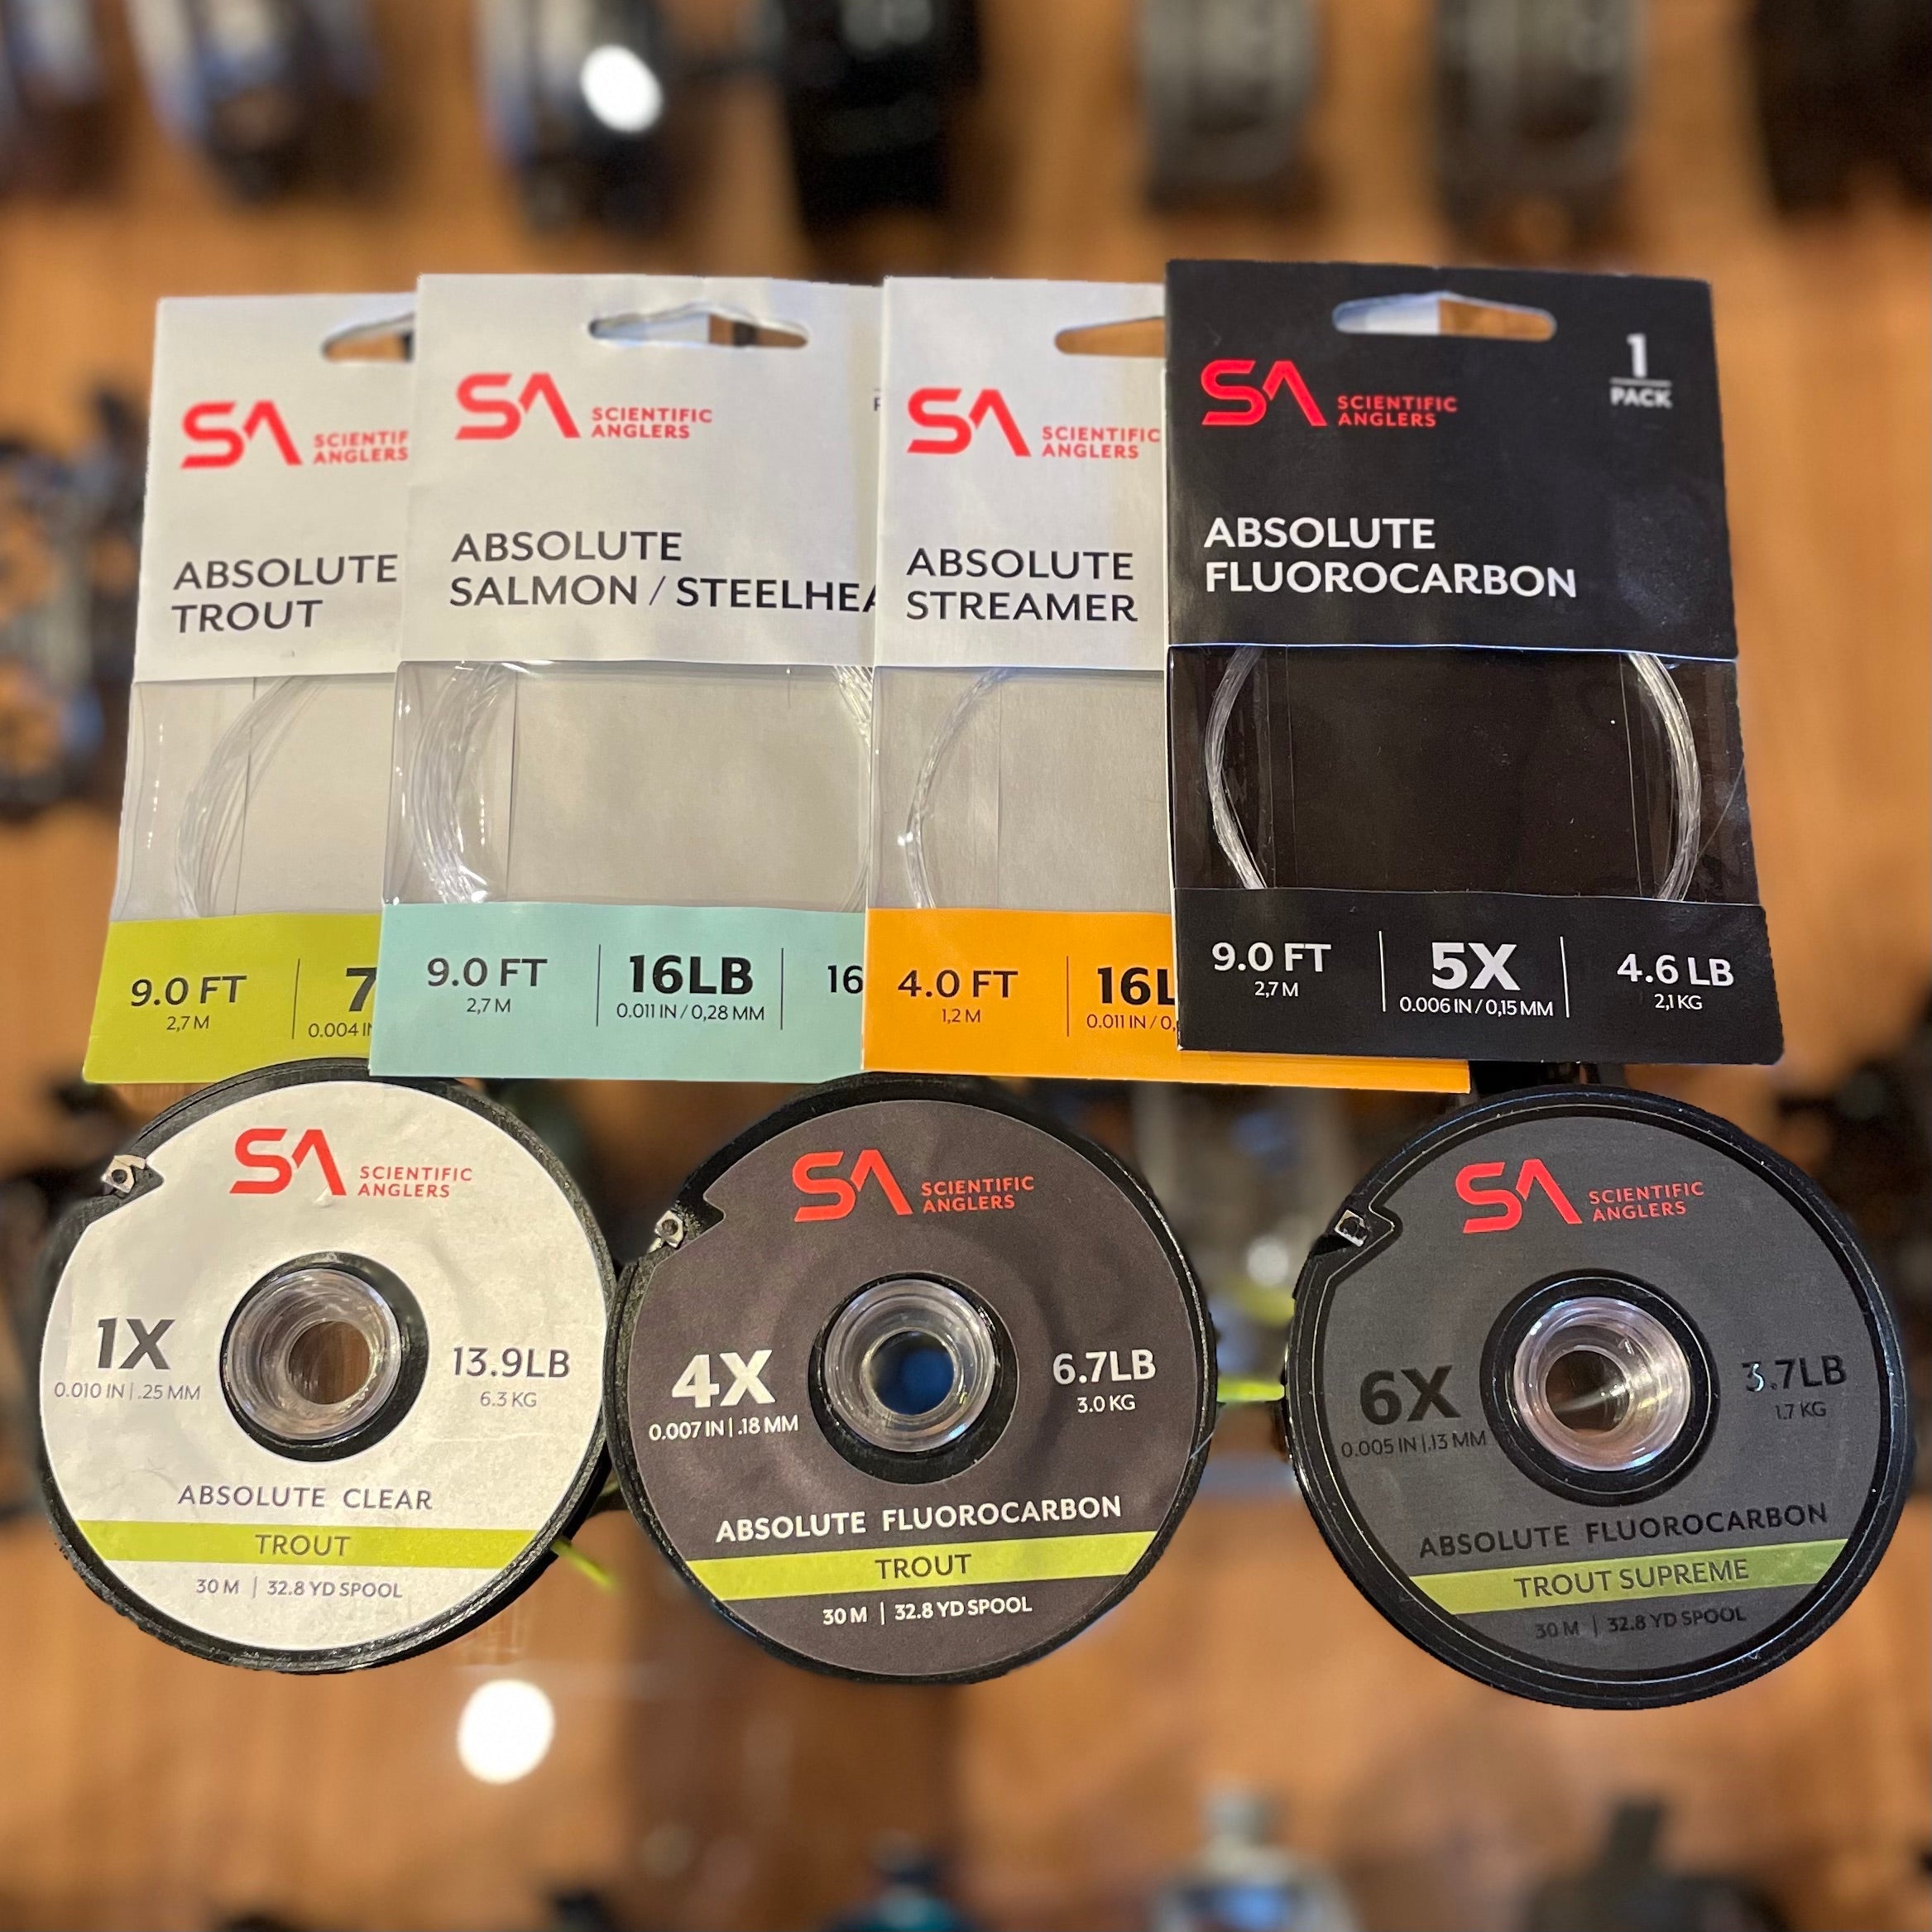 SA SCIENTIFIC
ANGLERS
ABSOLUTE
TROUT
9.0 FT
2,7 M
7
0.004 IN
SA SCIENTIFIC
ANGLERS
ABSOLUTE
SALMON / STEELHEA
9.0 FT
2,7 M
16LB
0.011 IN / 0,28 MM
16
SA SCIENTIFIC
ANGLERS
ABSOLUTE
STREAMER
4.0 FT
1,2 M
16L
0.011 IN / 0,
SA SCIENTIFIC
ANGLERS
1
PACK
ABSOLUTE
FLUOROCARBON
9.0 FT
2,7 M
5X
0.006 IN / 0,15 MM
4.6 LB
2,1 KG
SA SCIENTIFIC
ANGLERS
1X
0.010 IN | .25 MM
13.9LB
6.3 KG
ABSOLUTE CLEAR
TROUT
30 M | 32.8 YD SPOOL
SA SCIENTIFIC
ANGLERS
4X
0.007 IN | .18 MM
6.7LB
3.0 KG
ABSOLUTE FLUOROCARBON
TROUT
30 M | 32.8 YD SPOOL
SA SCIENTIFIC
ANGLERS
6X
0.005 IN | .13 MM
3.7LB
1.7 KG
ABSOLUTE FLUOROCARBON
TROUT SUPREME
30 M | 32.8 YD SPOOL